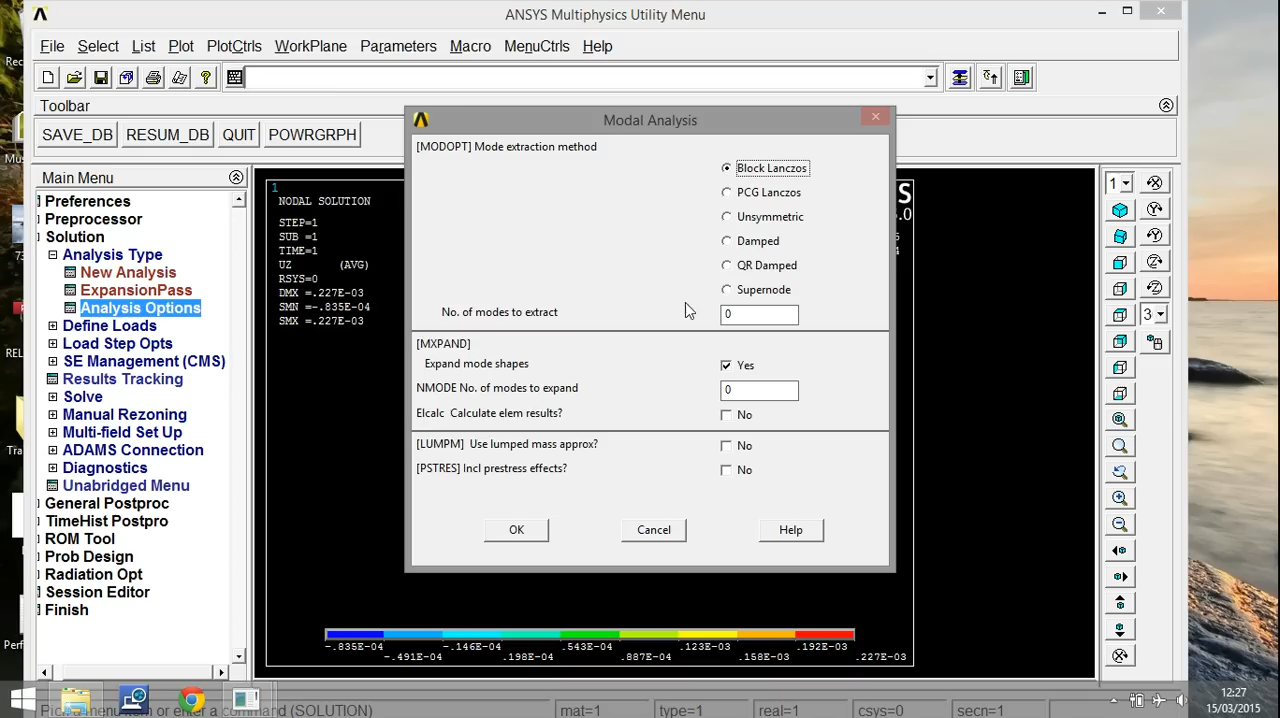 ANSYS Multiphysics Utility Menu
File Select List Plot PlotCtrls WorkPlane Parameters Macro MenuCtrls Help
Toolbar
SAVE_DB RESUM_DB QUIT POWRGRPH
Main Menu
Preferences
Preprocessor
Solution
Analysis Type
New Analysis
ExpansionPass
Analysis Options
Define Loads
Load Step Opts
SE Management (CMS)
Results Tracking
Solve
Manual Rezoning
Multi-field Set Up
ADAMS Connection
Diagnostics
Unabridged Menu
General Postproc
TimeHist Postpro
ROM Tool
Prob Design
Radiation Opt
Session Editor
Finish
1
NODAL SOLUTION
STEP=1
SUB =1
TIME=1
UZ (AVG)
RSYS=0
DMX =.227E-03
SMN =-.835E-04
SMX =.227E-03
Modal Analysis
[MODOPT] Mode extraction method
Block Lanczos
PCG Lanczos
Unsymmetric
Damped
QR Damped
Supernode
No. of modes to extract 0
[MXPAND]
Expand mode shapes Yes
NMODE No. of modes to expand 0
Elcalc Calculate elem results? No
[LUMPM] Use lumped mass approx? No
[PSTRES] Incl prestress effects? No
OK Cancel Help
-.835E-04 -.146E-04 .543E-04 .123E-03 .192E-03
-.491E-04 .198E-04 .887E-04 .158E-03 .227E-03
1
3
Pick a menu item or enter a command (SOLUTION) mat=1 type=1 real=1 csys=0 secn=1
12:27
15/03/2015